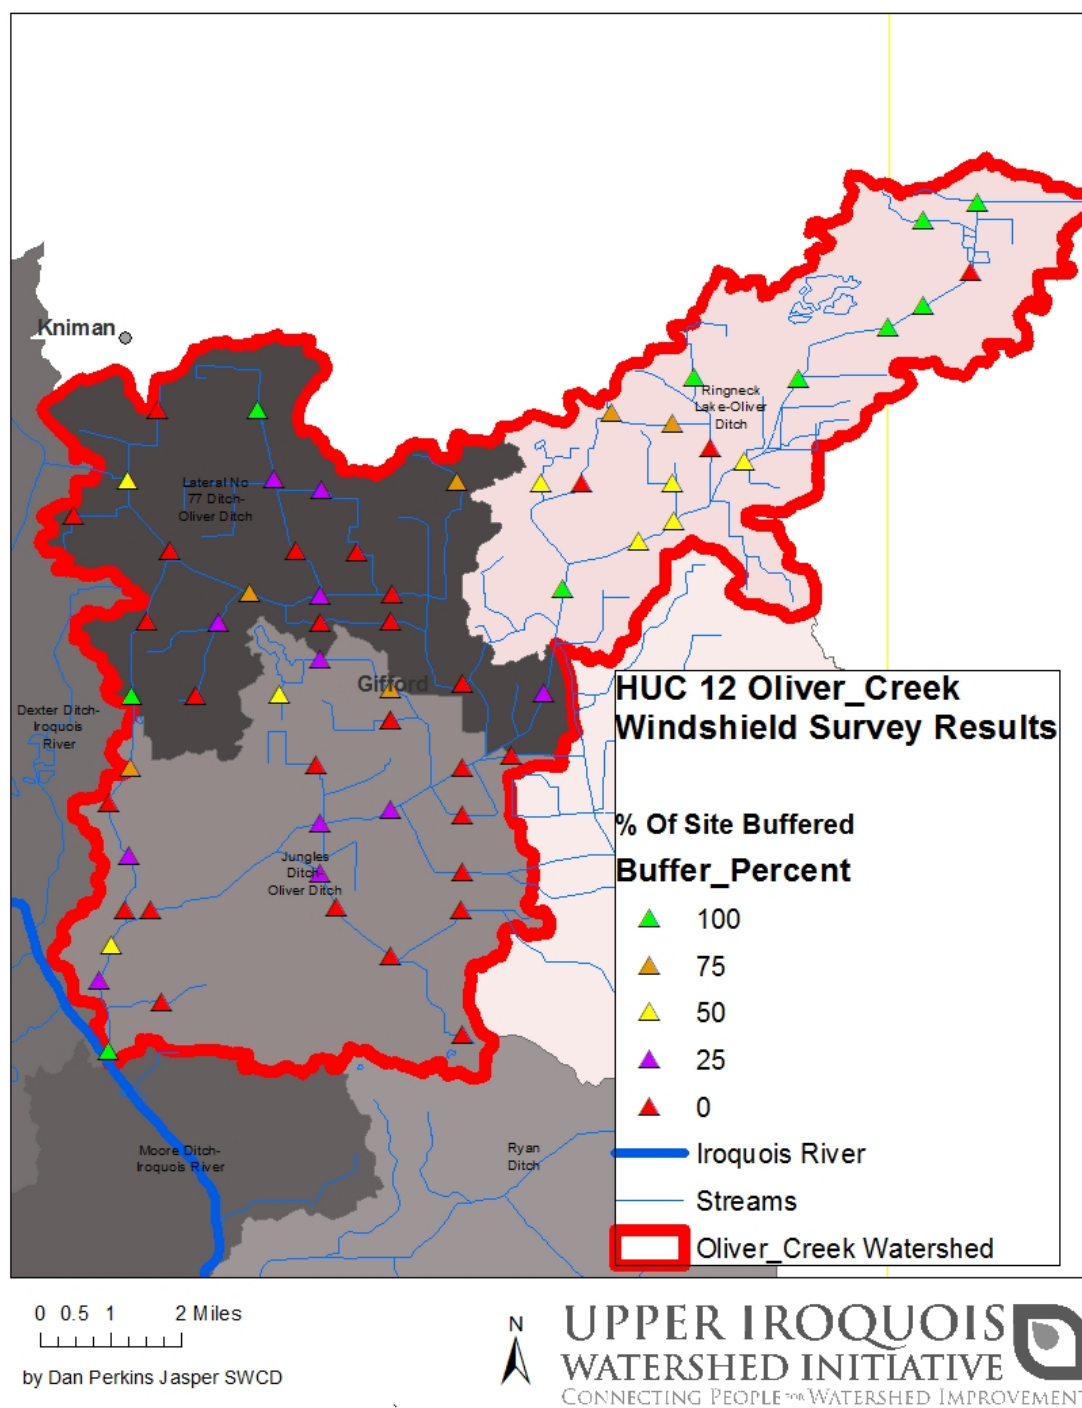 Kniman
Ringneck
Lake-Oliver
Ditch
Lateral No
77 Ditch-
Oliver Ditch
Gifford
Dexter Ditch-
Iroquois
River
HUC 12 Oliver_Creek
Windshield Survey Results
% Of Site Buffered
Buffer_Percent
100
75
50
25
0
Iroquois River
Streams
Oliver_Creek Watershed
Jungles
Ditch-
Oliver Ditch
Moore Ditch-
Iroquois River
Ryan
Ditch
0 0.5 1 2 Miles
by Dan Perkins Jasper SWCD
N
UPPER IROQUOIS
WATERSHED INITIATIVE
CONNECTING PEOPLE FOR WATERSHED IMPROVEMENT